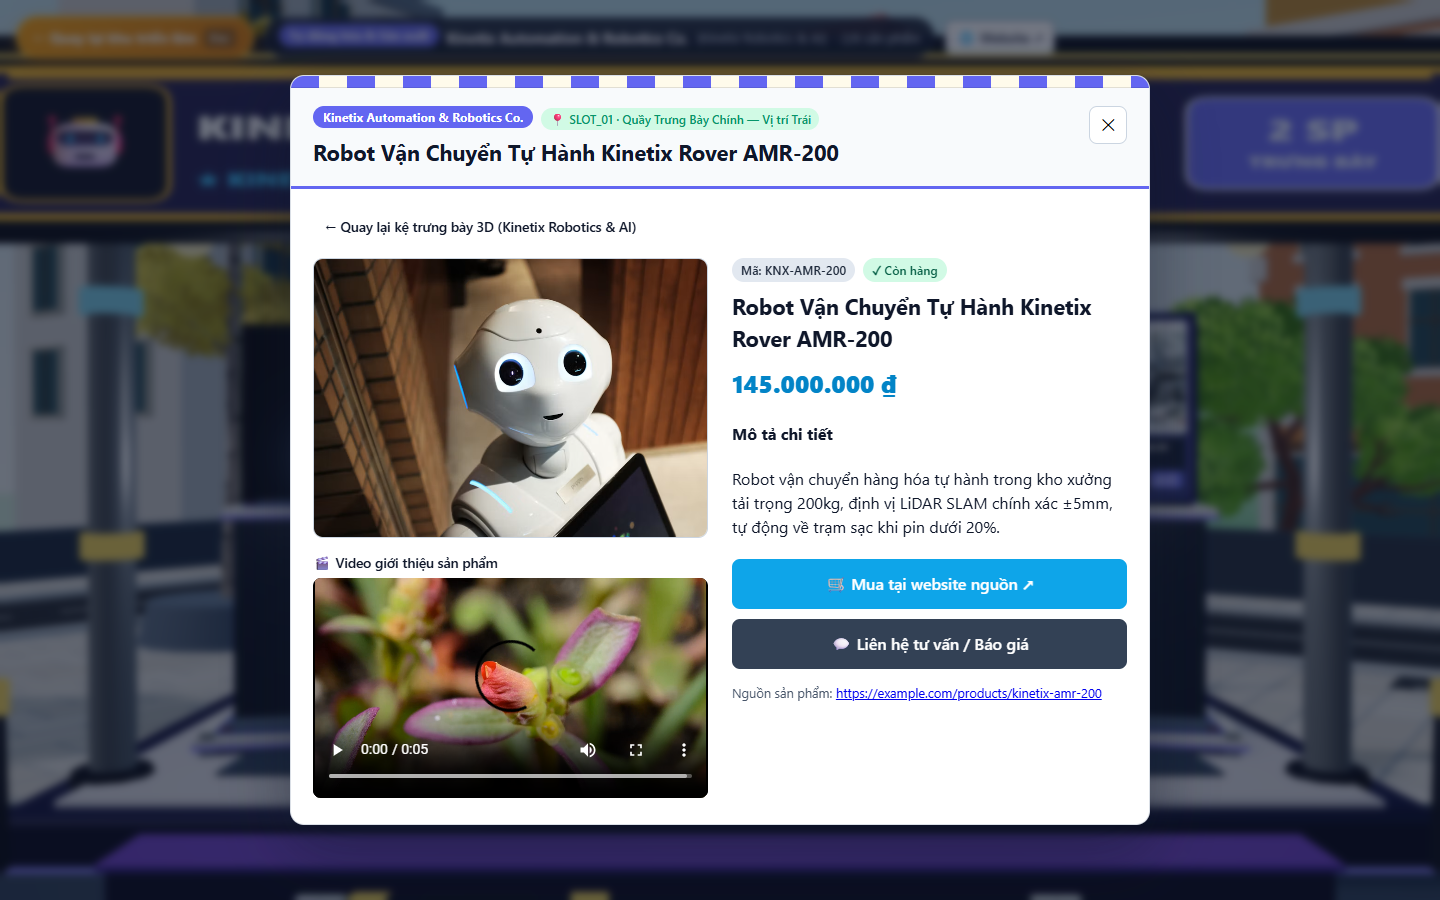 Kinetix Automation & Robotics Co.
📍 SLOT_01 · Quầy Trưng Bày Chính — Vị trí Trái
Robot Vận Chuyển Tự Hành Kinetix Rover AMR-200
← Quay lại kệ trưng bày 3D (Kinetix Robotics & AI)
Mã: KNX-AMR-200
✓ Còn hàng
Robot Vận Chuyển Tự Hành Kinetix
Rover AMR-200
145.000.000 ₫
Mô tả chi tiết
Robot vận chuyển hàng hóa tự hành trong kho xưởng
tải trọng 200kg, định vị LiDAR SLAM chính xác ±5mm,
tự động về trạm sạc khi pin dưới 20%.
🛒 Mua tại website nguồn ↗
💬 Liên hệ tư vấn / Báo giá
Nguồn sản phẩm: https://example.com/products/kinetix-amr-200
🎬 Video giới thiệu sản phẩm
0:00 / 0:05
2 SP
TRƯNG BÀY